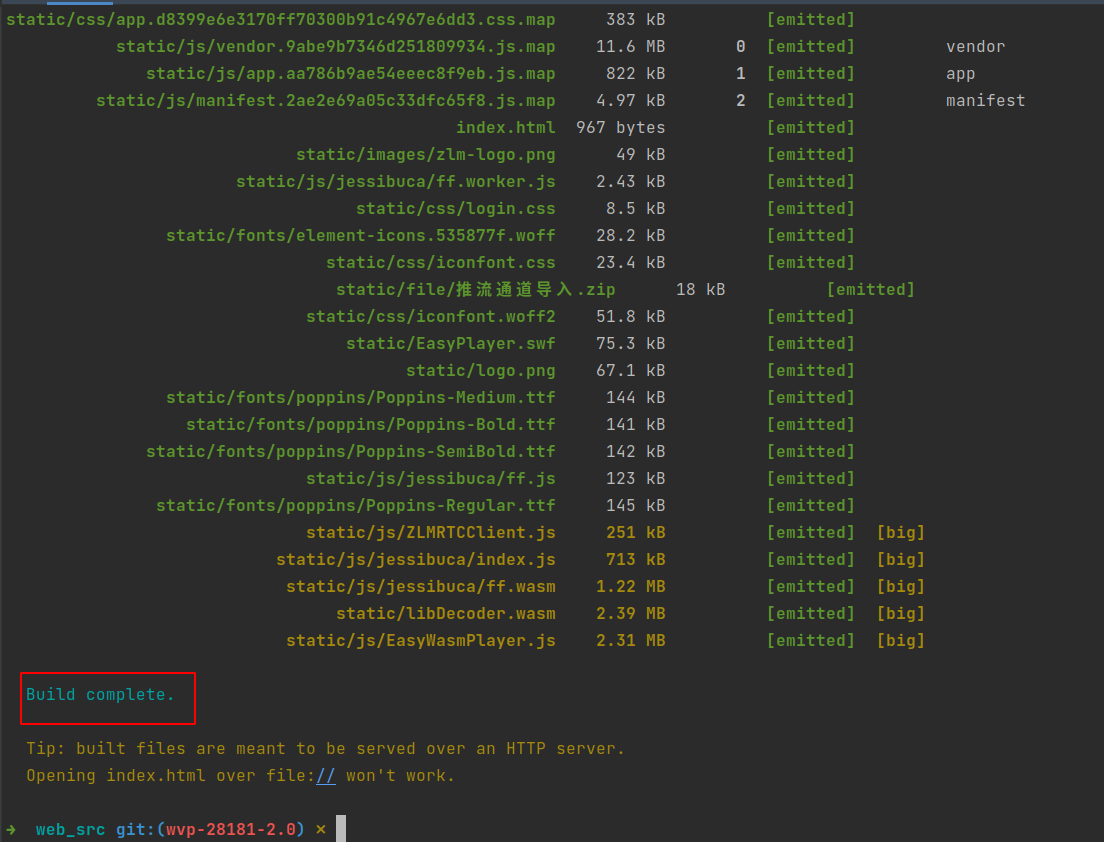 static/css/app.d8399e6e3170ff70300b91c4967e6dd3.css.map 383 kB [emitted]
static/js/vendor.9abe9b7346d251809934.js.map 11.6 MB 0 [emitted] vendor
static/js/app.aa786b9ae54eeec8f9eb.js.map 822 kB 1 [emitted] app
static/js/manifest.2ae2e69a05c33dfc65f8.js.map 4.97 kB 2 [emitted] manifest
index.html 967 bytes [emitted]
static/images/zlm-logo.png 49 kB [emitted]
static/js/jessibuca/ff.worker.js 2.43 kB [emitted]
static/css/login.css 8.5 kB [emitted]
static/fonts/element-icons.535877f.woff 28.2 kB [emitted]
static/css/iconfont.css 23.4 kB [emitted]
static/file/推流通道导入.zip 18 kB [emitted]
static/css/iconfont.woff2 51.8 kB [emitted]
static/EasyPlayer.swf 75.3 kB [emitted]
static/logo.png 67.1 kB [emitted]
static/fonts/poppins/Poppins-Medium.ttf 144 kB [emitted]
static/fonts/poppins/Poppins-Bold.ttf 141 kB [emitted]
static/fonts/poppins/Poppins-SemiBold.ttf 142 kB [emitted]
static/js/jessibuca/ff.js 123 kB [emitted]
static/fonts/poppins/Poppins-Regular.ttf 145 kB [emitted]
static/js/ZLMRTCClient.js 251 kB [emitted] [big]
static/js/jessibuca/index.js 713 kB [emitted] [big]
static/js/jessibuca/ff.wasm 1.22 MB [emitted] [big]
static/libDecoder.wasm 2.39 MB [emitted] [big]
static/js/EasyWasmPlayer.js 2.31 MB [emitted] [big]
Build complete.
Tip: built files are meant to be served over an HTTP server.
Opening index.html over file:// won't work.
➜ web_src git:(wvp-28181-2.0) ×